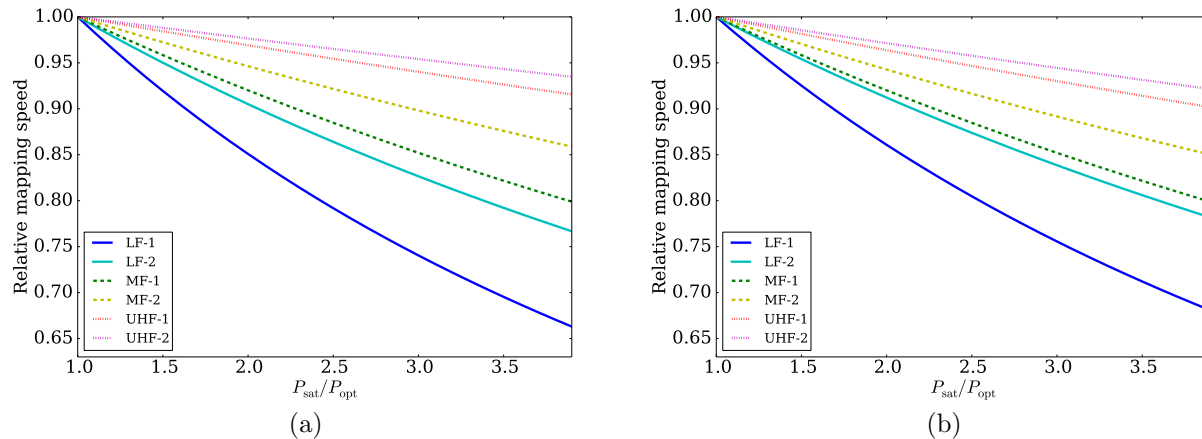 1.00
0.95
0.90
0.85
0.80
0.75
0.70
0.65
Relative mapping speed
LF-1
LF-2
MF-1
MF-2
UHF-1
UHF-2
1.0 1.5 2.0 2.5 3.0 3.5
P_sat/P_opt
(a)
1.00
0.95
0.90
0.85
0.80
0.75
0.70
0.65
Relative mapping speed
LF-1
LF-2
MF-1
MF-2
UHF-1
UHF-2
1.0 1.5 2.0 2.5 3.0 3.5
P_sat/P_opt
(b)